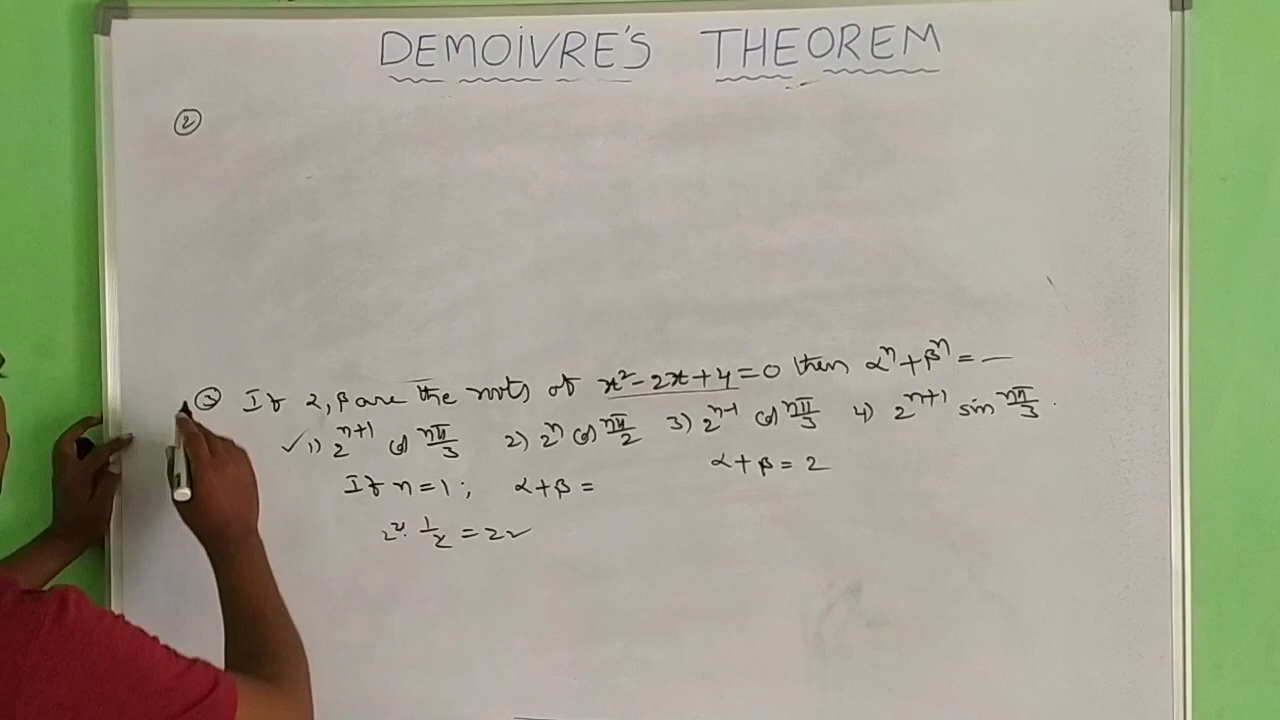 DEMOIVRE'S THEOREM
②
③ If α, β are the roots of x²-2x+4=0 then αⁿ+βⁿ=—
✓1) 2ⁿ⁺¹ cos nπ/3 2) 2ⁿ cos nπ/2 3) 2ⁿ⁻¹ cos nπ/3 4) 2ⁿ⁺¹ sin nπ/3.
α+β=2
If n=1; α+β=
2². 1/2 = 2✓